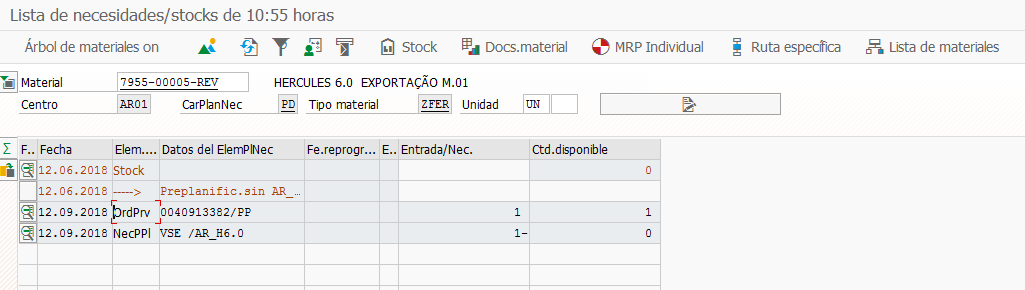 Lista de necesidades/stocks de 10:55 horas
Árbol de materiales on Stock Docs.material MRP Individual Ruta específica Lista de materiales
Material 7955-00005-REV HERCULES 6.0 EXPORTAÇÃO M.01
Centro AR01 CarPlanNec PD Tipo material ZFER Unidad UN
Σ F.. Fecha Elem.... Datos del ElemPlNec Fe.reprogr... E.. Entrada/Nec. Ctd.disponible
12.06.2018 Stock 0
12.06.2018 -----> Preplanific.sin AR_...
12.09.2018 OrdPrv 0040913382/PP 1 1
12.09.2018 NecPPl VSE /AR_H6.0 1- 0